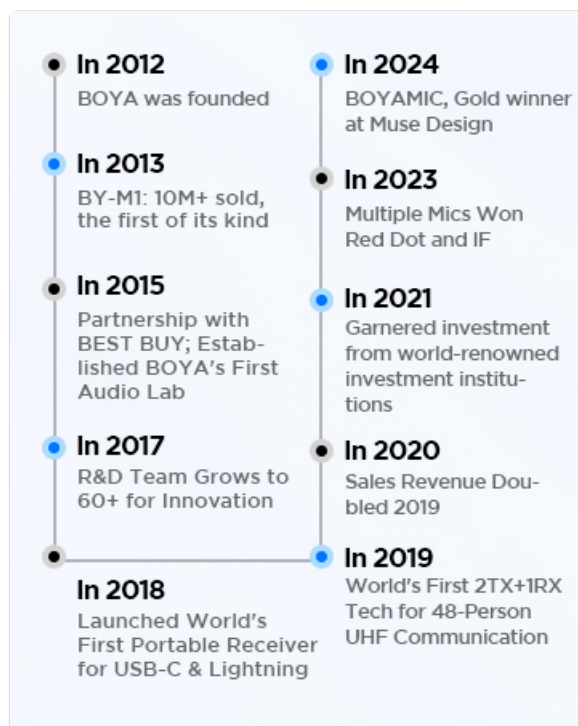 In 2012
BOYA was founded
In 2013
BY-M1: 10M+ sold,
the first of its kind
In 2015
Partnership with
BEST BUY; Estab-
lished BOYA's First
Audio Lab
In 2017
R&D Team Grows to
60+ for Innovation
In 2018
Launched World's
First Portable Receiver
for USB-C & Lightning
In 2019
World's First 2TX+1RX
Tech for 48-Person
UHF Communication
In 2020
Sales Revenue Dou-
bled 2019
In 2021
Garnered investment
from world-renowned
investment institu-
tions
In 2023
Multiple Mics Won
Red Dot and IF
In 2024
BOYAMIC, Gold winner
at Muse Design